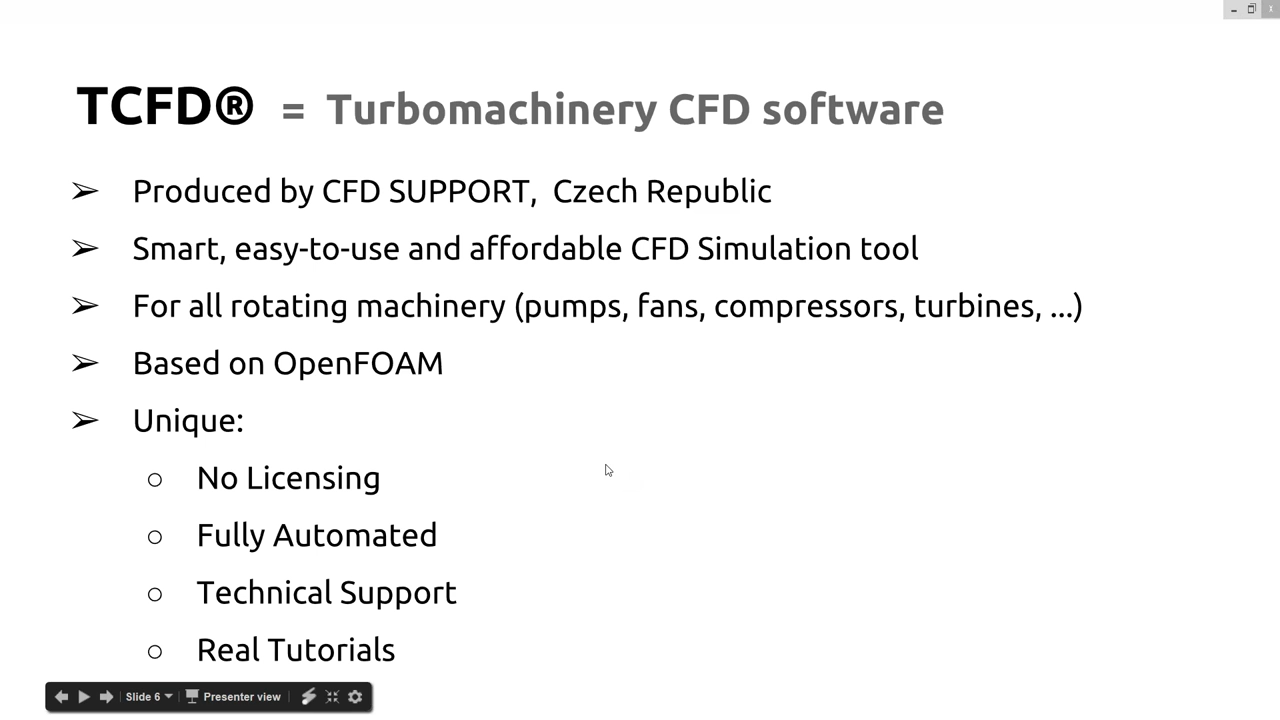 TCFD® = Turbomachinery CFD software
➢ Produced by CFD SUPPORT, Czech Republic
➢ Smart, easy-to-use and affordable CFD Simulation tool
➢ For all rotating machinery (pumps, fans, compressors, turbines, ...)
➢ Based on OpenFOAM
➢ Unique:
○ No Licensing
○ Fully Automated
○ Technical Support
○ Real Tutorials
Slide 6 Presenter view